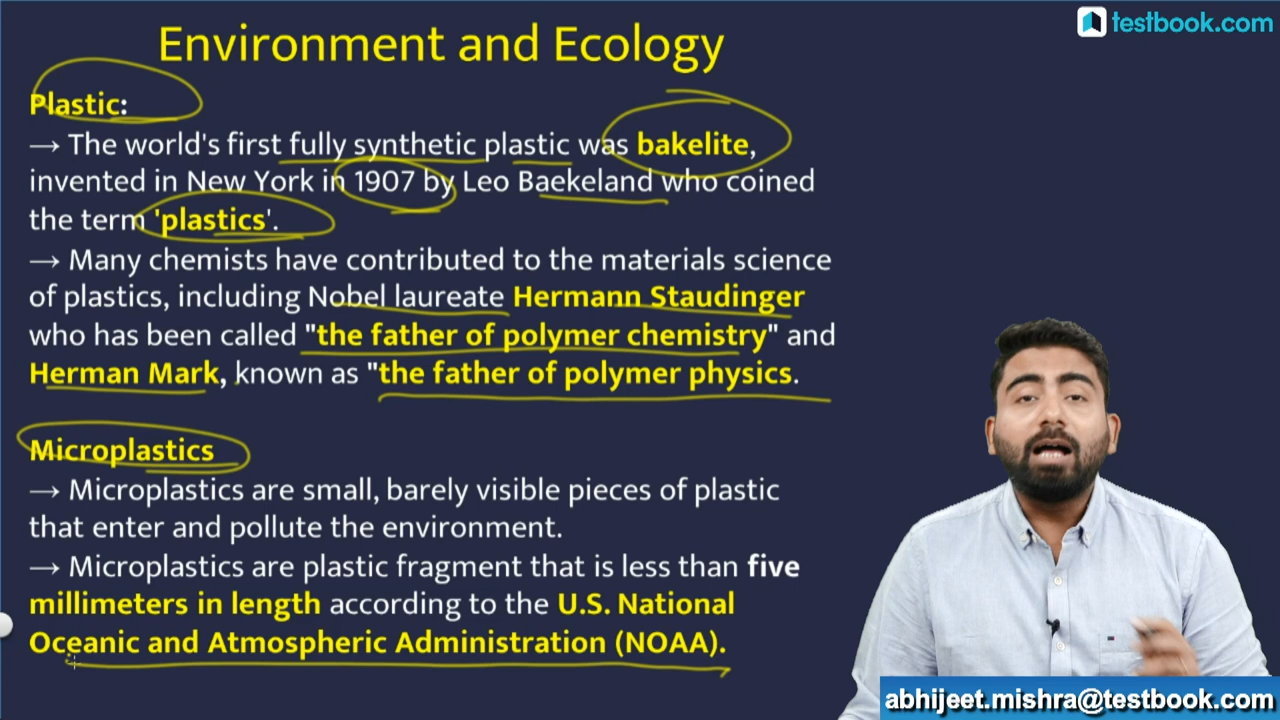 testbook.com
Environment and Ecology
Plastic:
→ The world's first fully synthetic plastic was bakelite,
invented in New York in 1907 by Leo Baekeland who coined
the term 'plastics'.
→ Many chemists have contributed to the materials science
of plastics, including Nobel laureate Hermann Staudinger
who has been called "the father of polymer chemistry" and
Herman Mark, known as "the father of polymer physics.
Microplastics
→ Microplastics are small, barely visible pieces of plastic
that enter and pollute the environment.
→ Microplastics are plastic fragment that is less than five
millimeters in length according to the U.S. National
Oceanic and Atmospheric Administration (NOAA).
abhijeet.mishra@testbook.com